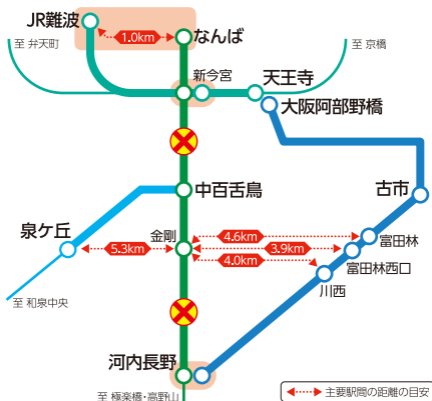 JR難波
1.0km
なんば
至 弁天町
至 京橋
新今宮
天王寺
大阪阿部野橋
中百舌鳥
古市
泉ケ丘
金剛
4.6km
富田林
5.3km
3.9km
富田林西口
4.0km
川西
至 和泉中央
河内長野
至 極楽橋・高野山
主要駅間の距離の目安